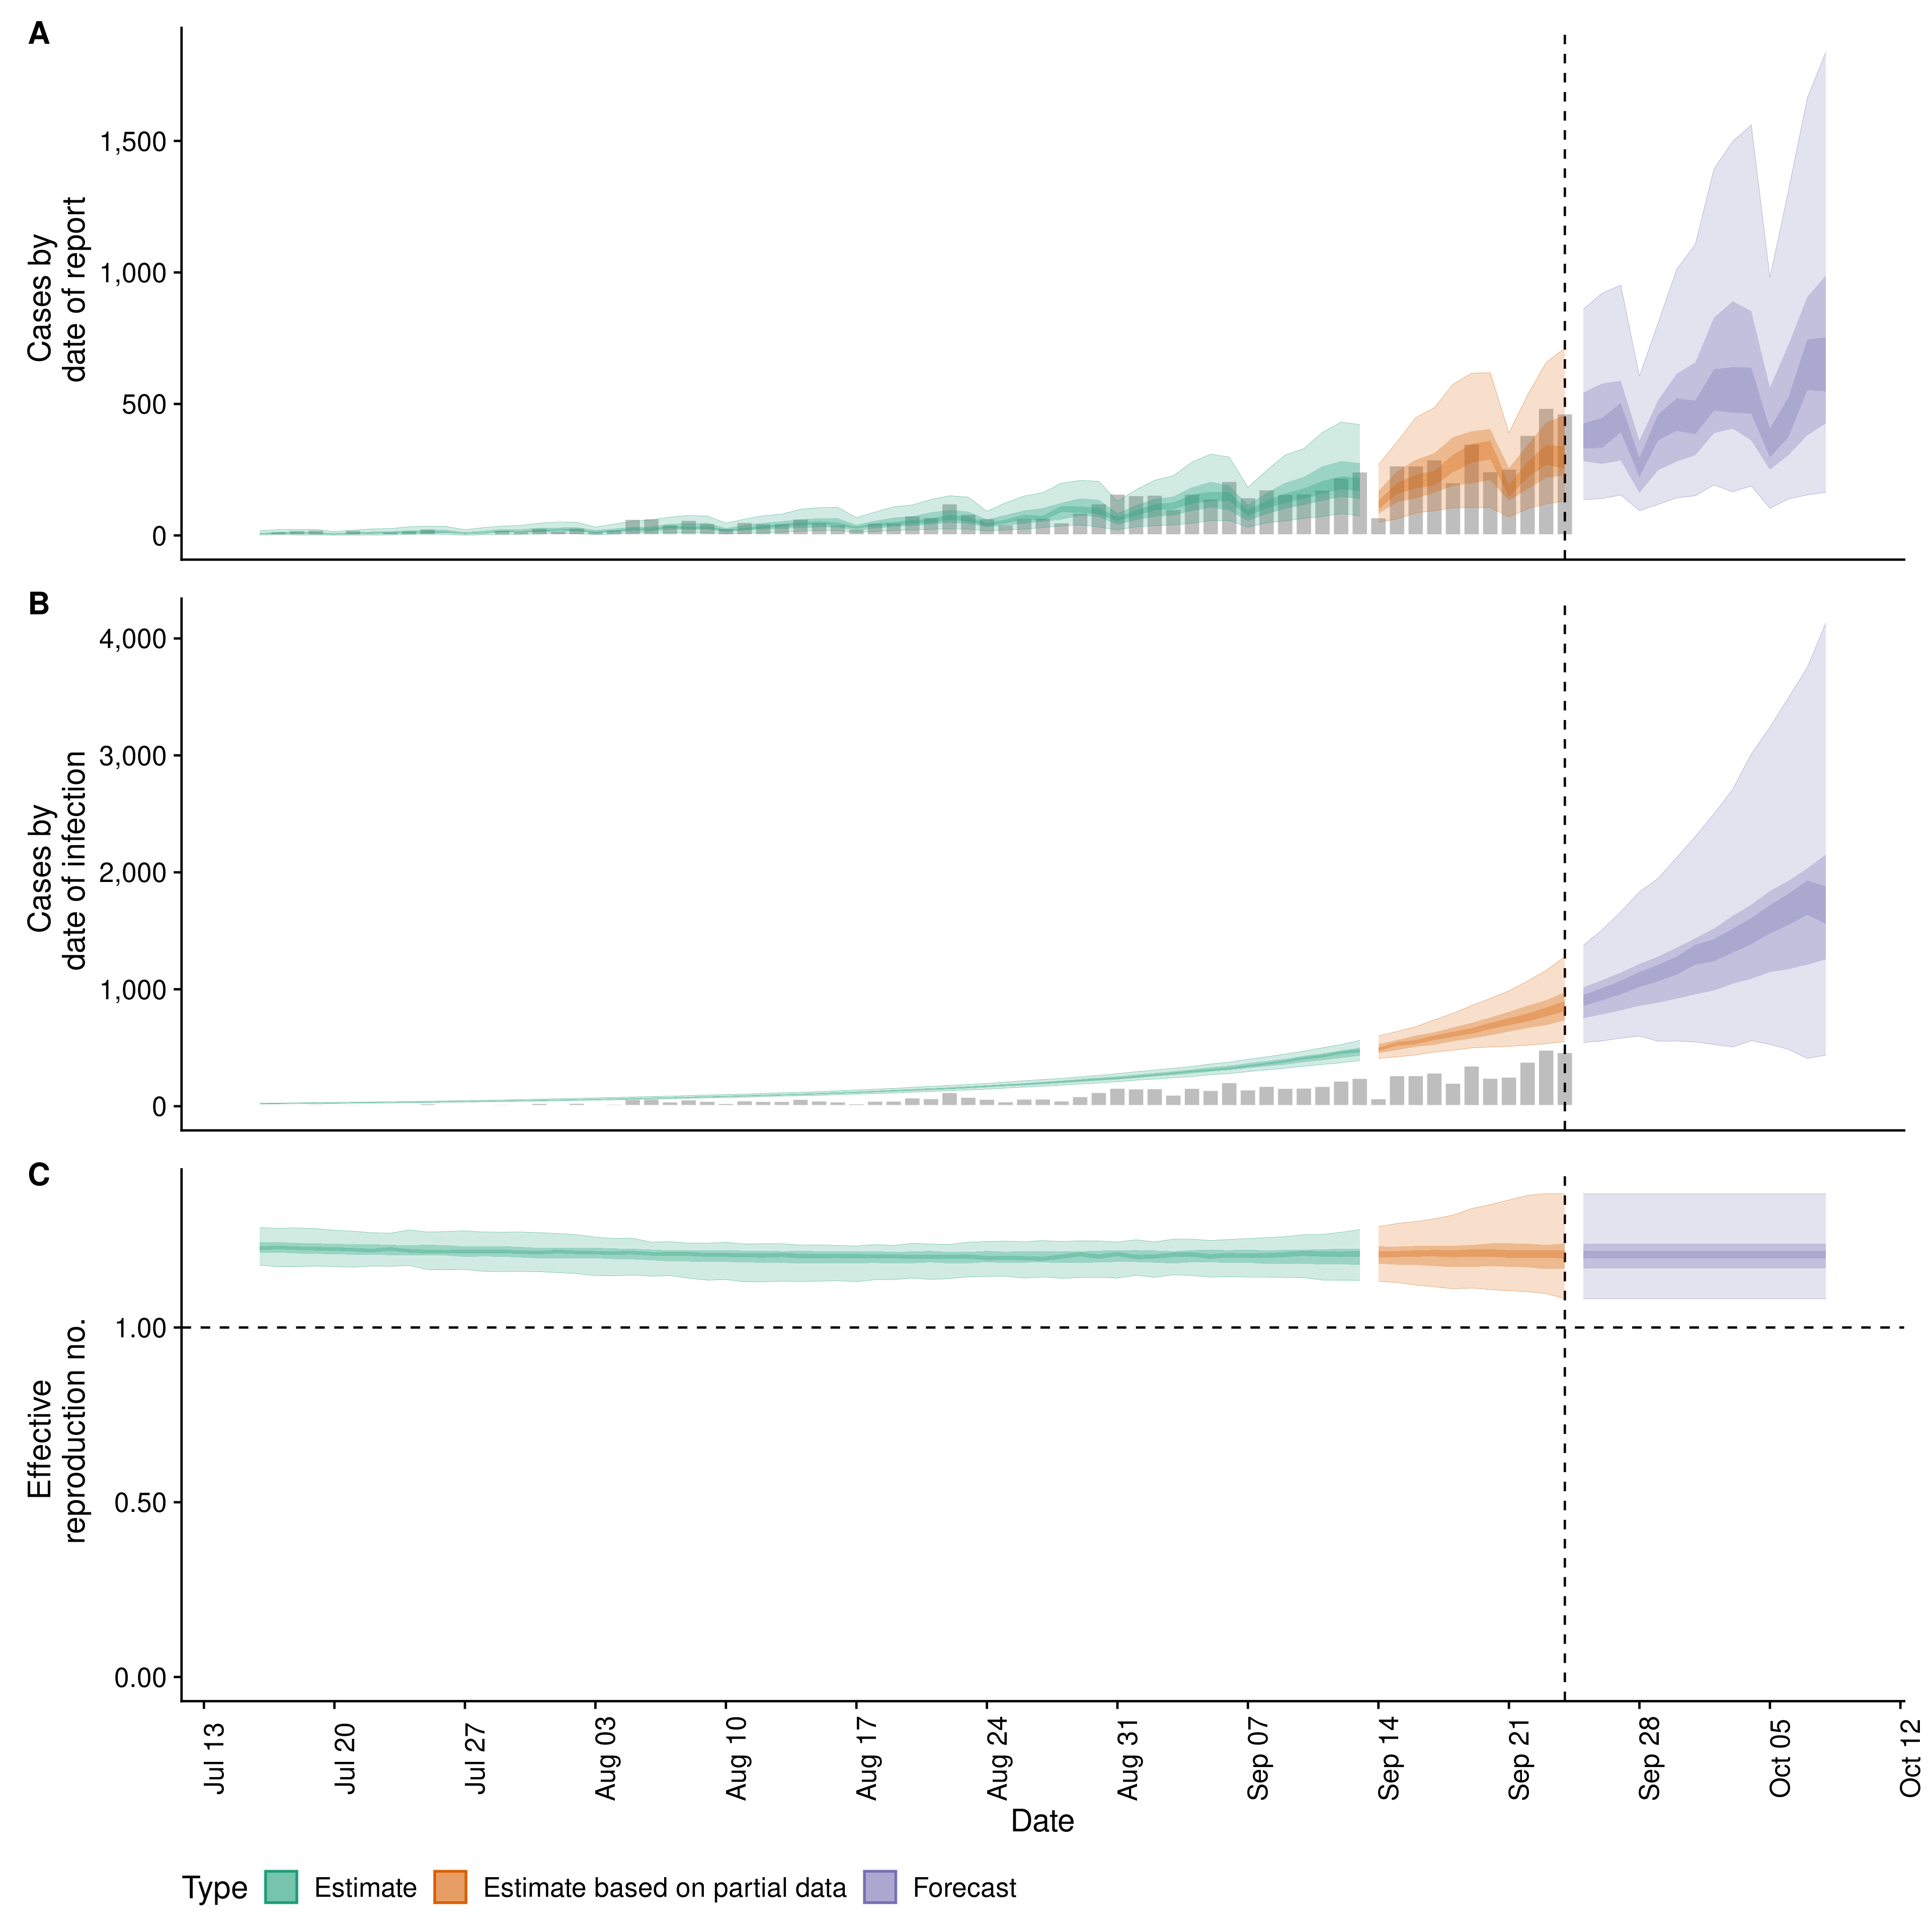 A
Cases by
date of report
1,500
1,000
500
0
B
Cases by
date of infection
4,000
3,000
2,000
1,000
0
C
Effective
reproduction no.
1.00
0.50
0.00
Jul 13
Jul 20
Jul 27
Aug 03
Aug 10
Aug 17
Aug 24
Aug 31
Sep 07
Sep 14
Sep 21
Sep 28
Oct 05
Oct 12
Date
Type Estimate Estimate based on partial data Forecast